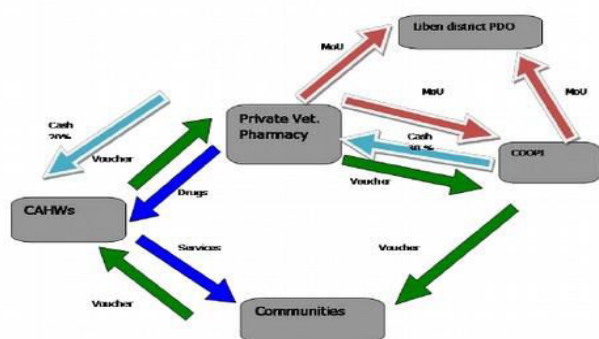 Liben district PDO
MoU
MoU
MoU
Cash
20%
Private Vet.
Pharmacy
Cash
Voucher
COOPI
Voucher
Drugs
CAHWs
Services
Voucher
Voucher
Communities